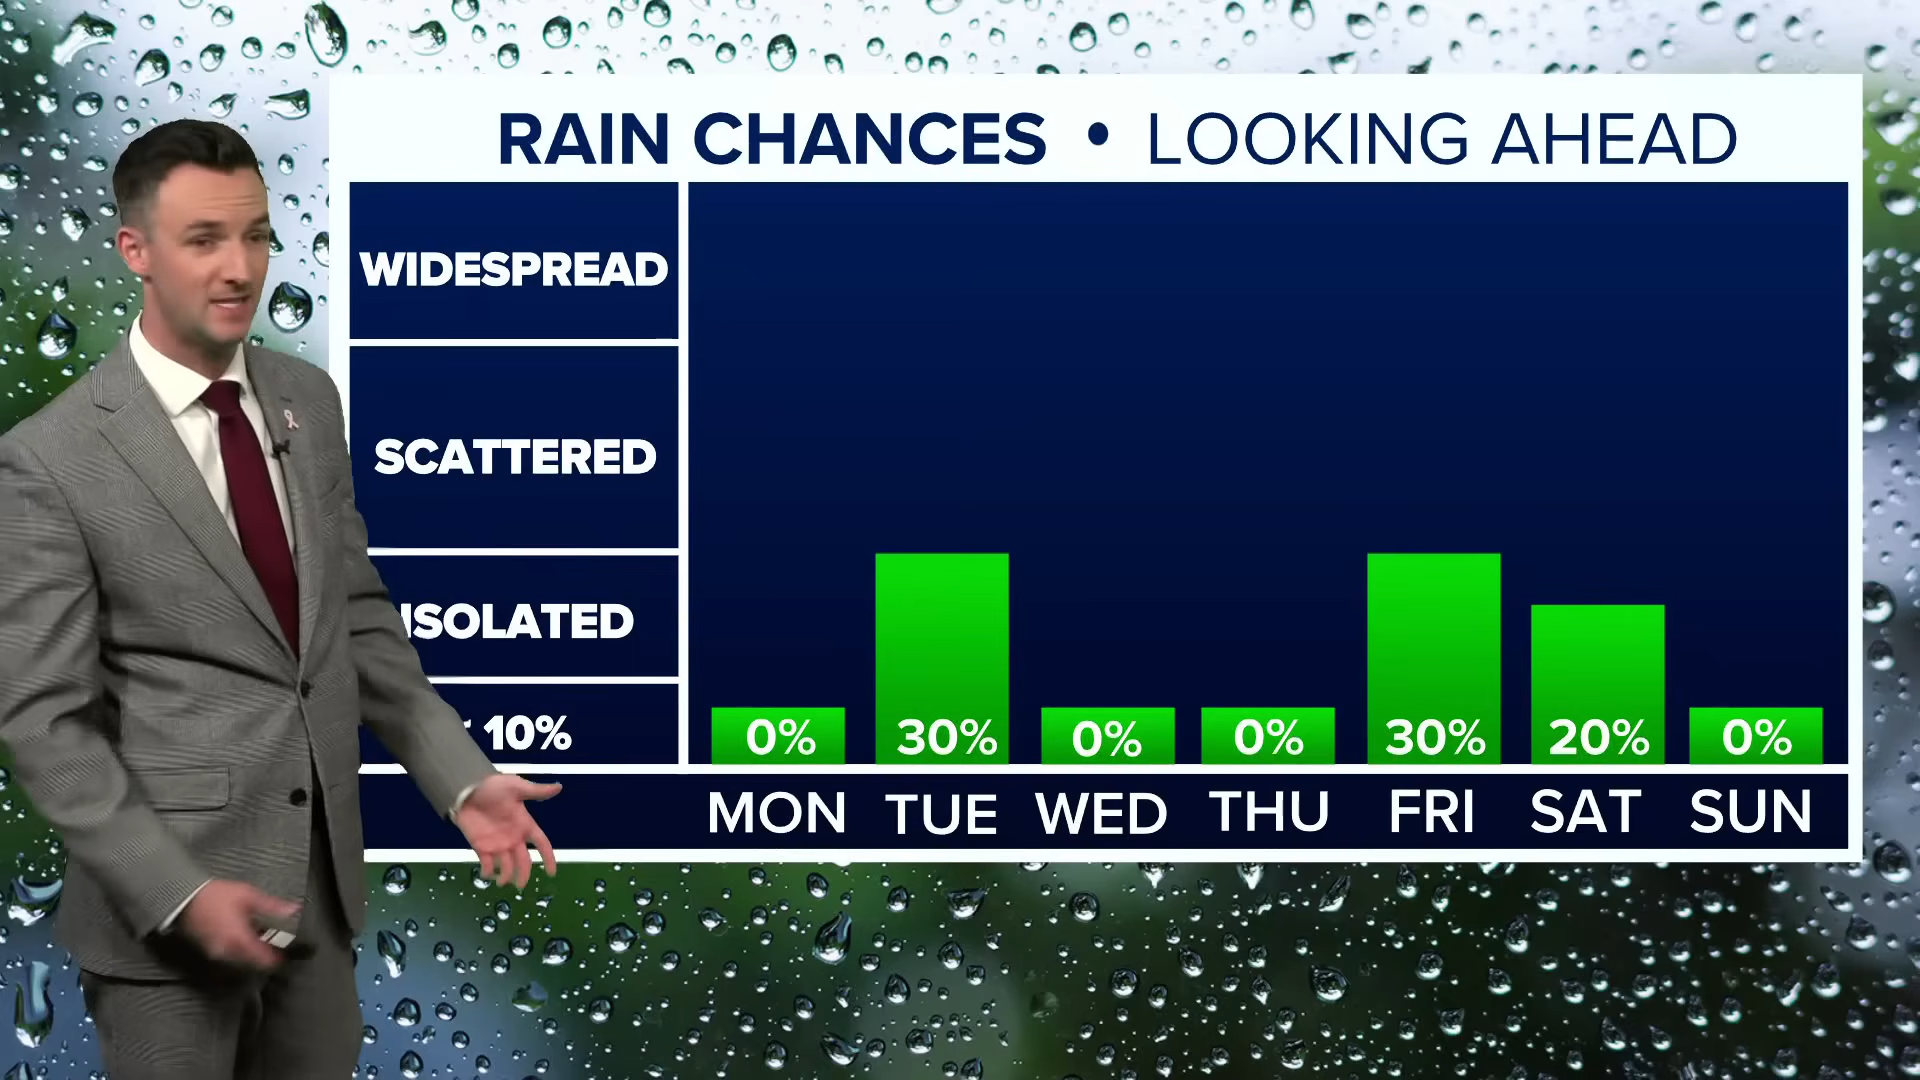 RAIN CHANCES • LOOKING AHEAD
WIDESPREAD
SCATTERED
ISOLATED
10%
0% 30% 0% 0% 30% 20% 0%
MON TUE WED THU FRI SAT SUN